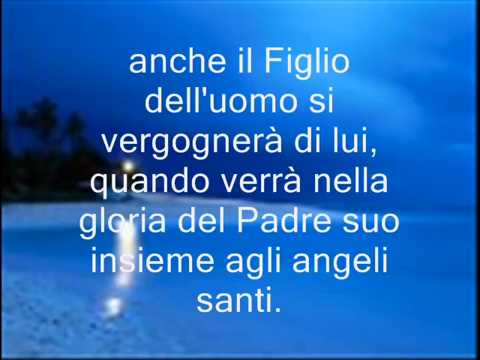 anche il Figlio
dell'uomo si
vergognerà di lui,
quando verrà nella
gloria del Padre suo
insieme agli angeli
santi.